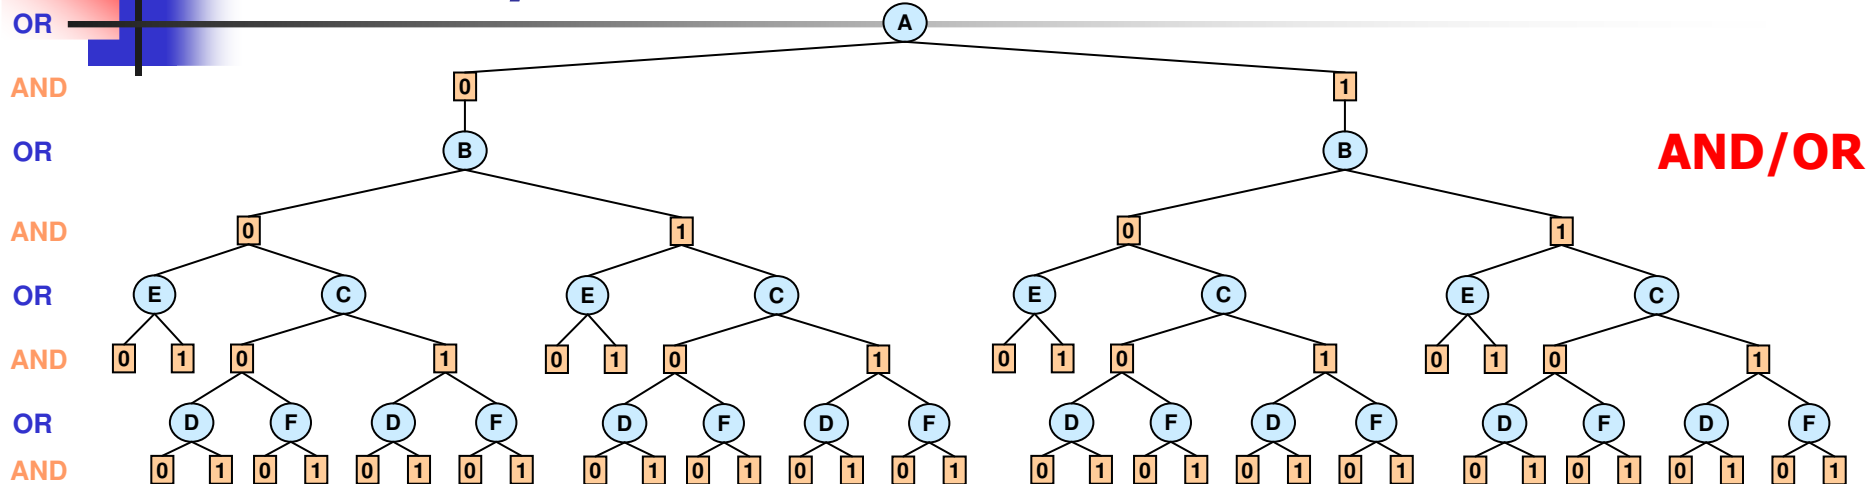 OR A
AND 0 1
OR B B AND/OR
AND 0 1 0 1
OR E C E C E C E C
AND 0 1 0 1 0 1 0 1 0 1 0 1 0 1 0 1
OR D F D F D F D F D F D F D F D F
AND 0 1 0 1 0 1 0 1 0 1 0 1 0 1 0 1 0 1 0 1 0 1 0 1 0 1 0 1 0 1 0 1